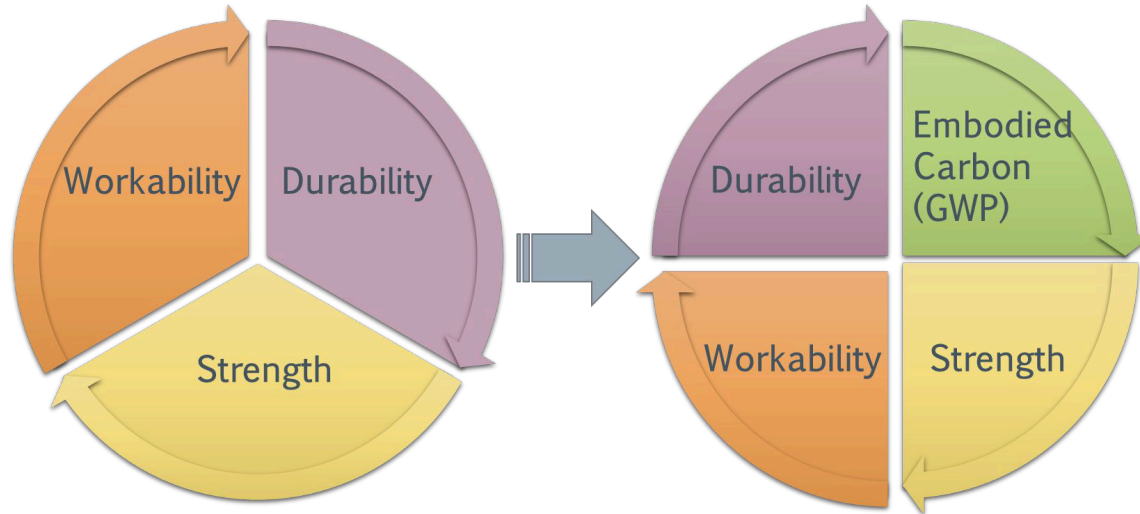 Workability
Durability
Strength
Durability
Embodied
Carbon
(GWP)
Workability
Strength